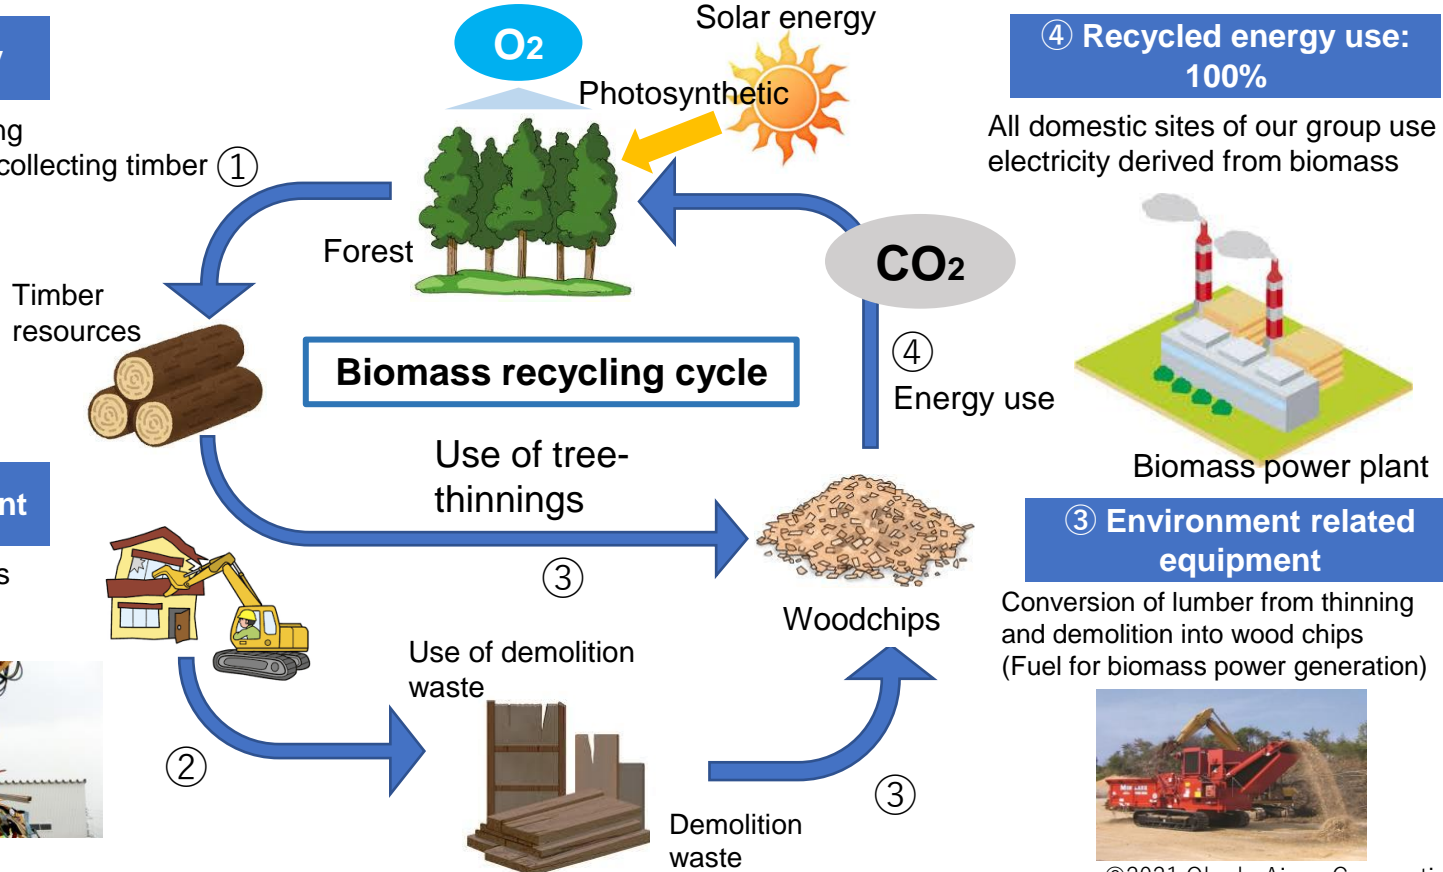 Solar energy
O2
Photosynthetic
collecting timber ①
Forest
CO2
Timber
resources
Biomass recycling cycle
④
Energy use
Use of tree-
thinnings
③
Woodchips
Use of demolition
waste
②
③
Demolition
waste
④ Recycled energy use:
100%
All domestic sites of our group use
electricity derived from biomass
Biomass power plant
③ Environment related
equipment
Conversion of lumber from thinning
and demolition into wood chips
(Fuel for biomass power generation)